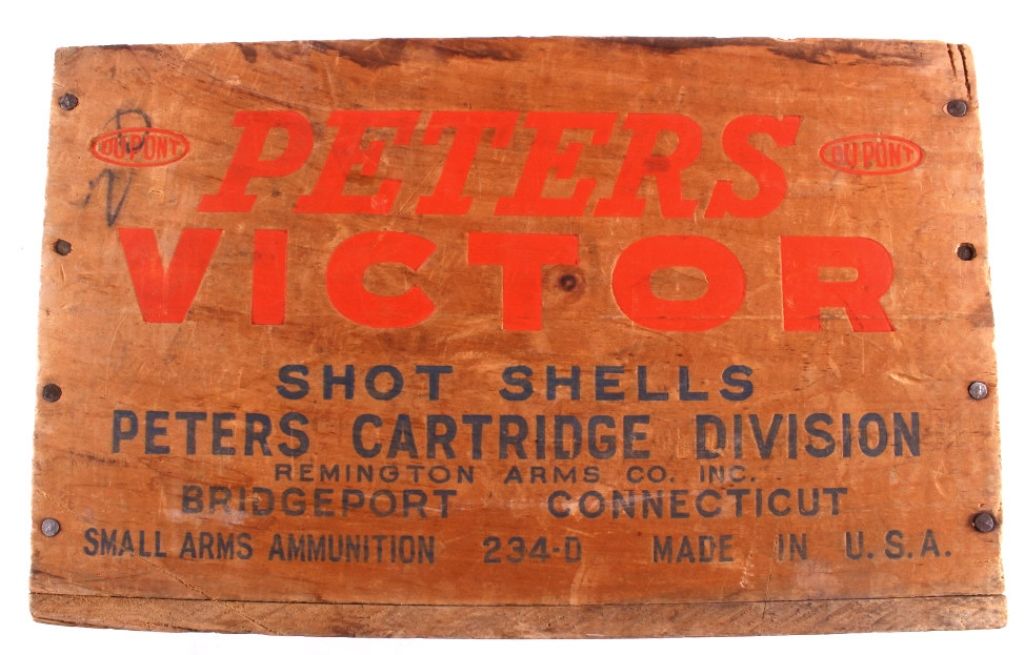 DU PONT PETERS DU PONT
VICTOR
SHOT SHELLS
PETERS CARTRIDGE DIVISION
REMINGTON ARMS CO. INC.
BRIDGEPORT CONNECTICUT
SMALL ARMS AMMUNITION 234-D MADE IN U.S.A.